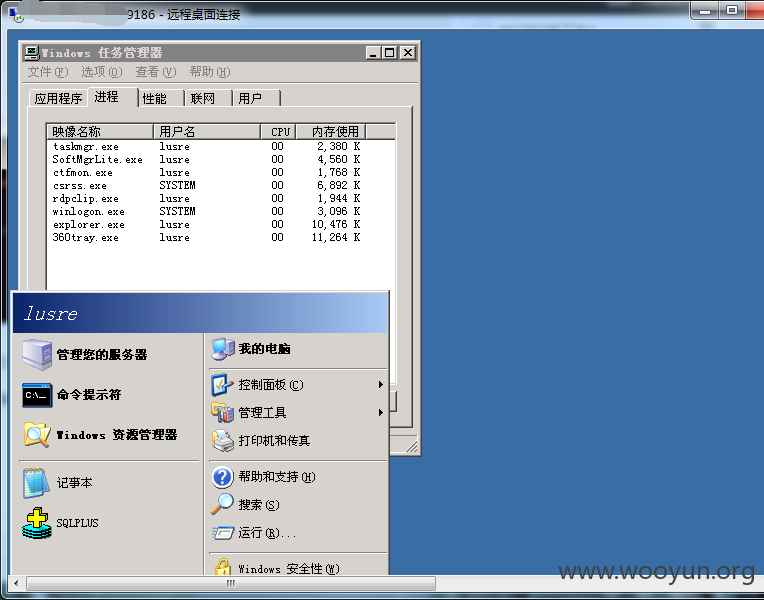 9186 - 远程桌面连接
Windows 任务管理器
文件(F) 选项(O) 查看(V) 帮助(H)
应用程序 进程 性能 联网 用户
映像名称 用户名 CPU 内存使用
taskmgr.exe lusre 00 2,380 K
SoftMgrLite.exe lusre 00 4,560 K
ctfmon.exe lusre 00 1,768 K
csrss.exe SYSTEM 00 6,892 K
rdpclip.exe lusre 00 1,944 K
winlogon.exe SYSTEM 00 3,096 K
explorer.exe lusre 00 10,476 K
360tray.exe lusre 00 11,264 K
lusre
管理您的服务器
命令提示符
C:\_
Windows 资源管理器
记事本
SQLPLUS
我的电脑
控制面板(C)
管理工具
打印机和传真
帮助和支持(H)
搜索(S)
运行(R)...
Windows 安全性(W)
www.wooyun.org